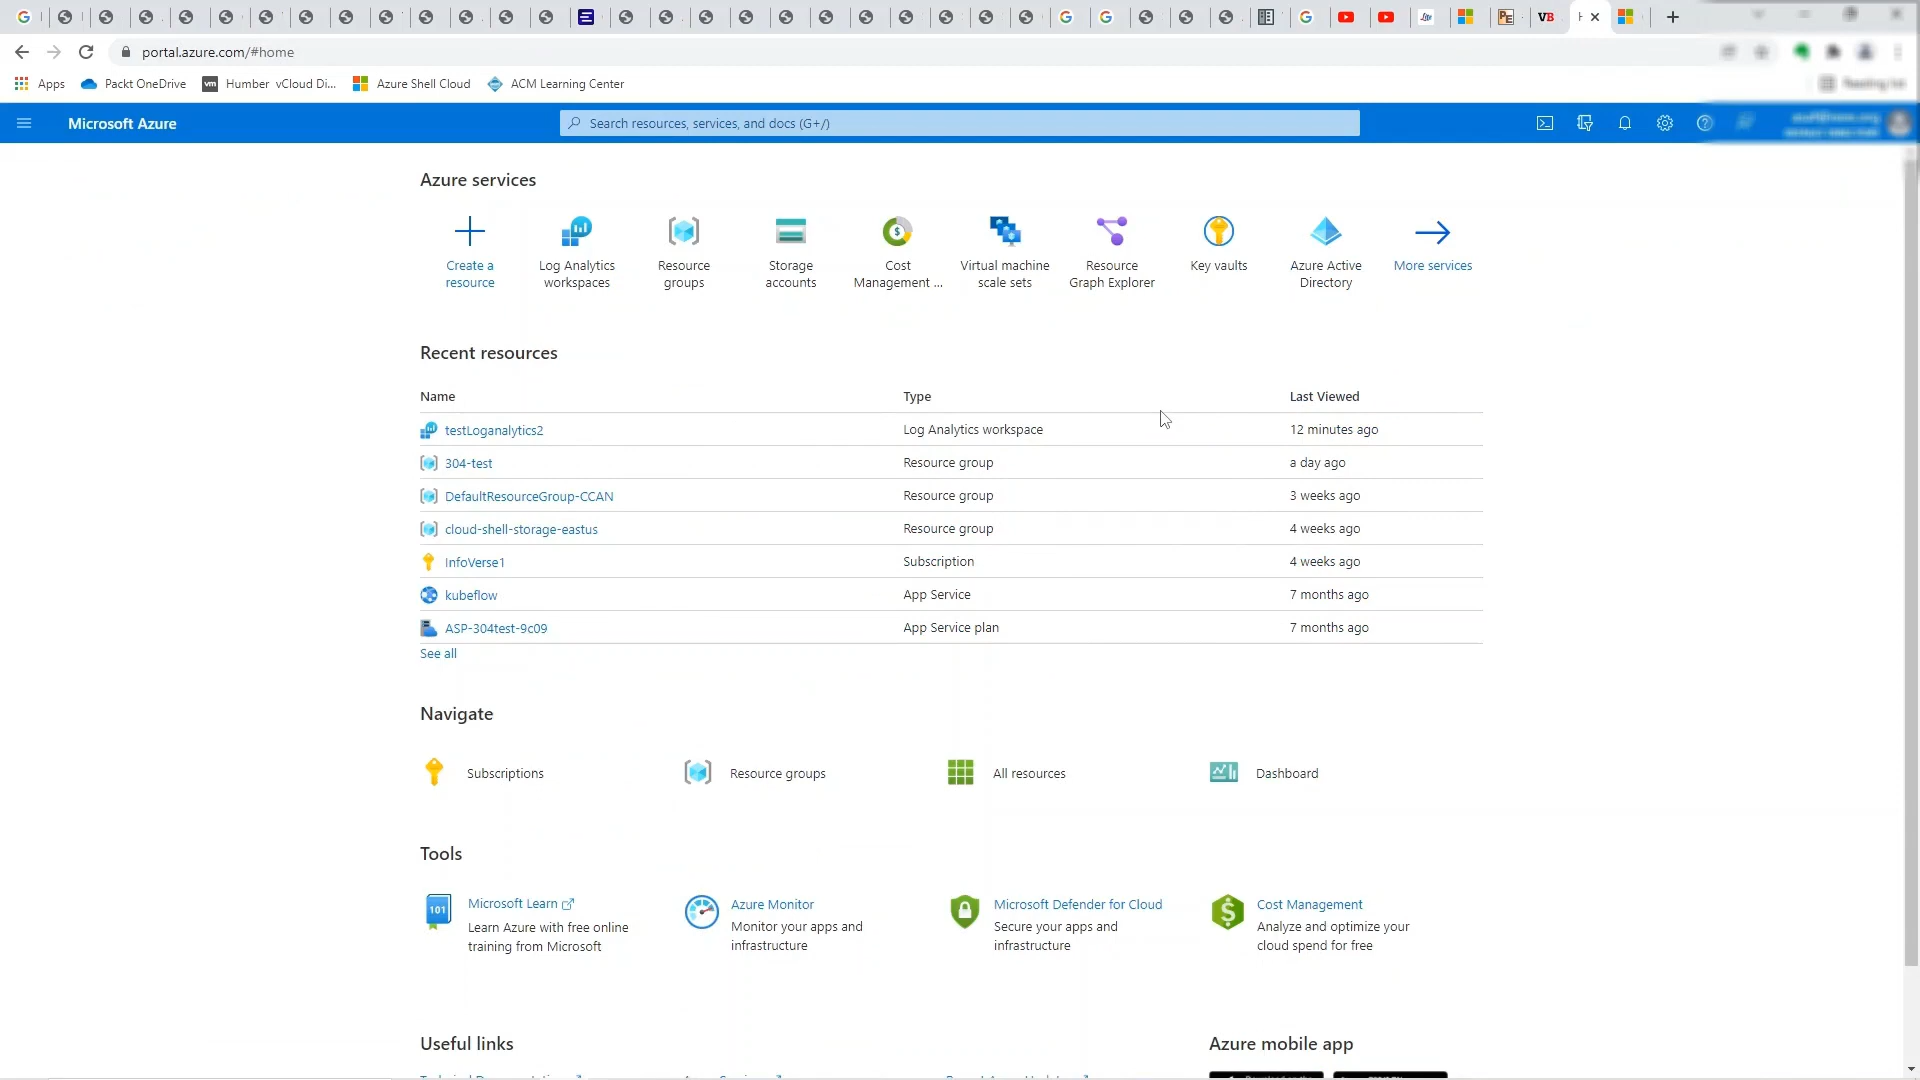 portal.azure.com/#home
Apps
Packt OneDrive
vm
Humber vCloud Di...
Azure Shell Cloud
ACM Learning Center
Reading list
Microsoft Azure
Search resources, services, and docs (G+/)
Azure services
Create a
resource
Log Analytics
workspaces
Resource
groups
Storage
accounts
Cost
Management ...
Virtual machine
scale sets
Resource
Graph Explorer
Key vaults
Azure Active
Directory
More services
Recent resources
Name Type Last Viewed
testLoganalytics2 Log Analytics workspace 12 minutes ago
304-test Resource group a day ago
DefaultResourceGroup-CCAN Resource group 3 weeks ago
cloud-shell-storage-eastus Resource group 4 weeks ago
InfoVerse1 Subscription 4 weeks ago
kubeflow App Service 7 months ago
ASP-304test-9c09 App Service plan 7 months ago
See all
Navigate
Subscriptions
Resource groups
All resources
Dashboard
Tools
101
Microsoft Learn
Learn Azure with free online
training from Microsoft
Azure Monitor
Monitor your apps and
infrastructure
Microsoft Defender for Cloud
Secure your apps and
infrastructure
Cost Management
Analyze and optimize your
cloud spend for free
Useful links
Azure mobile app